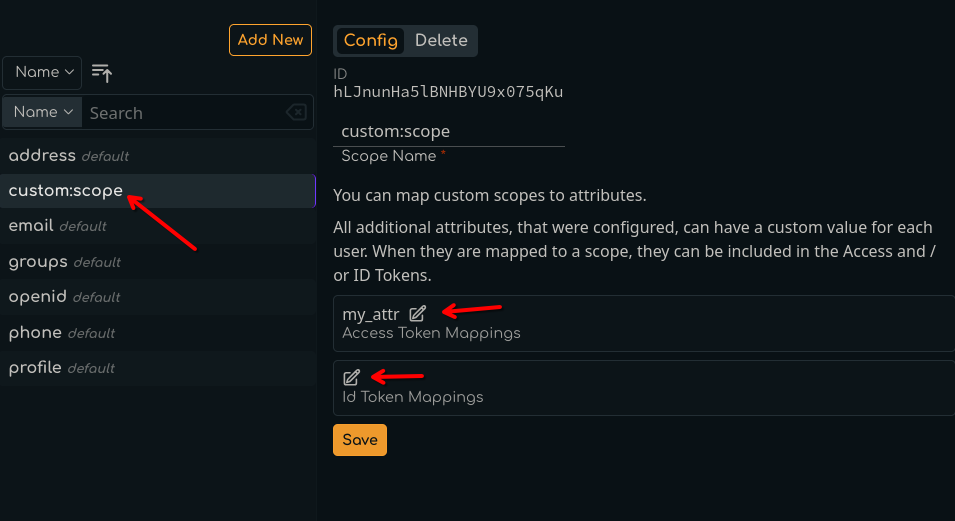 Add New
Name
Name
Search
address default
custom:scope
email default
groups default
openid default
phone default
profile default
Config
Delete
ID
hLJnunHa5lBNHBYU9x075qKu
custom:scope
Scope Name *
You can map custom scopes to attributes.
All additional attributes, that were configured, can have a custom value for each
user. When they are mapped to a scope, they can be included in the Access and /
or ID Tokens.
my_attr
Access Token Mappings
Id Token Mappings
Save